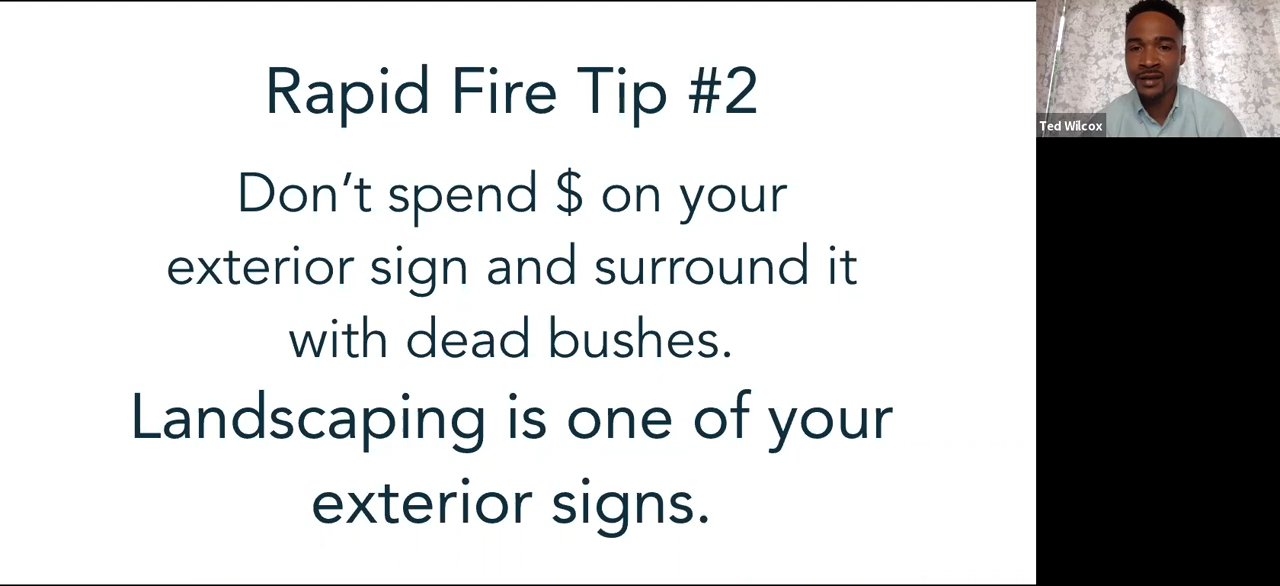 Rapid Fire Tip #2
Don’t spend $ on your
exterior sign and surround it
with dead bushes.
Landscaping is one of your
exterior signs.
Ted Wilcox